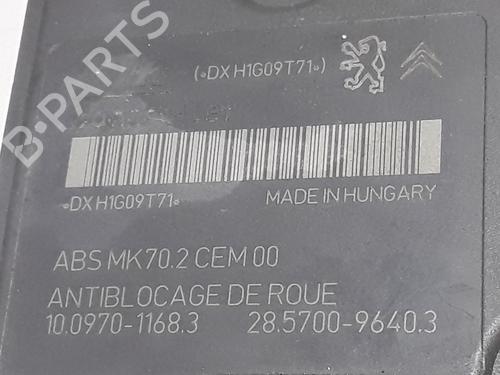 (*DX H1G09T71*)
B-PARTS
*DX H1G09T71*
MADE IN HUNGARY
ABS MK70.2 CEM 00
ANTIBLOCAGE DE ROUE
10.0970-1168.3 28.5700-9640.3